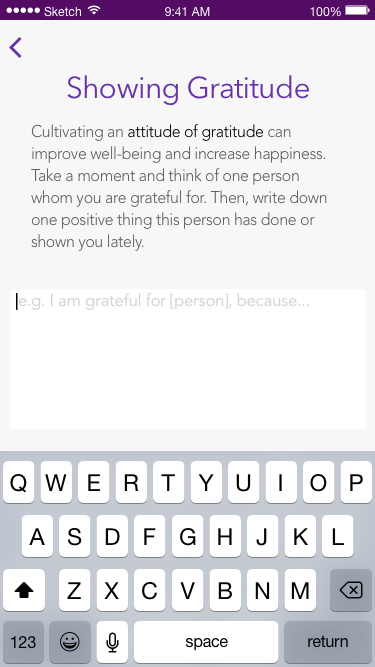 Sketch 9:41 AM 100%
Showing Gratitude
Cultivating an attitude of gratitude can
improve well-being and increase happiness.
Take a moment and think of one person
whom you are grateful for. Then, write down
one positive thing this person has done or
shown you lately.
e.g. I am grateful for [person], because...
Q W E R T Y U I O P
A S D F G H J K L
Z X C V B N M
123 space return